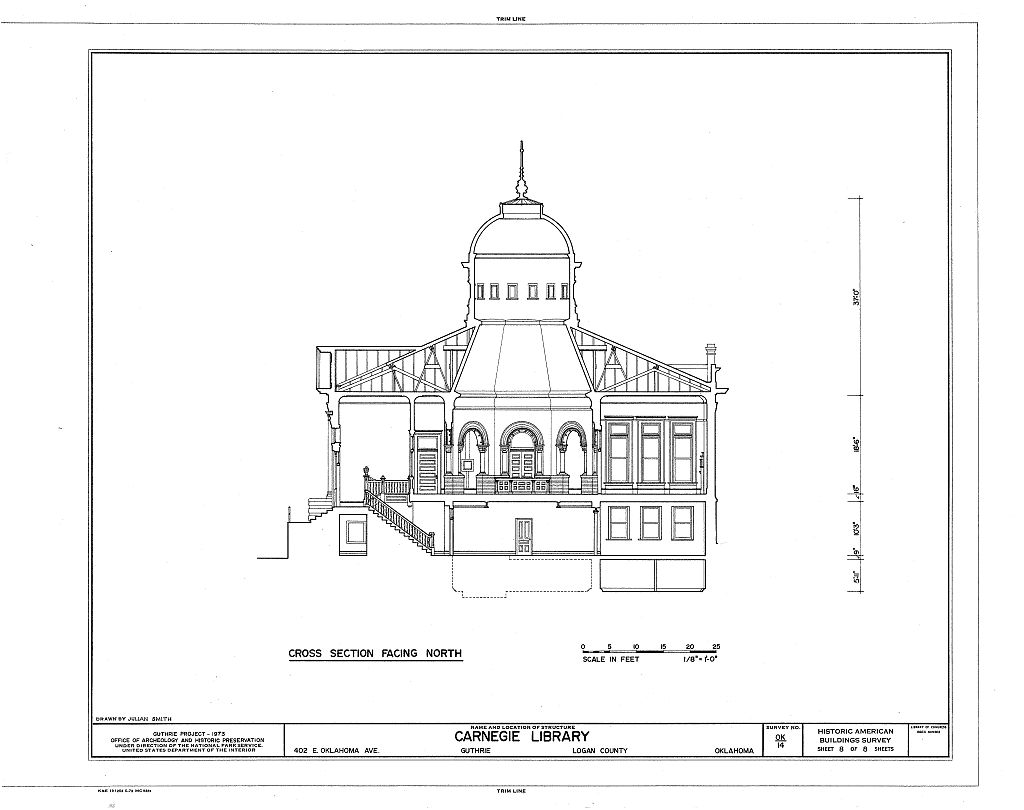 TRIM LINE
37'-0"
18'-6"
10'-3"
9"
5'-11"
CROSS SECTION FACING NORTH
0 5 10 15 20 25
SCALE IN FEET 1/8"=1'-0"
DRAWN BY JULIAN SMITH
GUTHRIE PROJECT - 1973
OFFICE OF ARCHEOLOGY AND HISTORIC PRESERVATION
UNDER DIRECTION OF THE NATIONAL PARK SERVICE,
UNITED STATES DEPARTMENT OF THE INTERIOR
NAME AND LOCATION OF STRUCTURE
CARNEGIE LIBRARY
402 E. OKLAHOMA AVE. GUTHRIE LOGAN COUNTY OKLAHOMA
SURVEY NO.
OK
14
HISTORIC AMERICAN
BUILDINGS SURVEY
SHEET 8 OF 8 SHEETS
LIBRARY OF CONGRESS
TRIM LINE